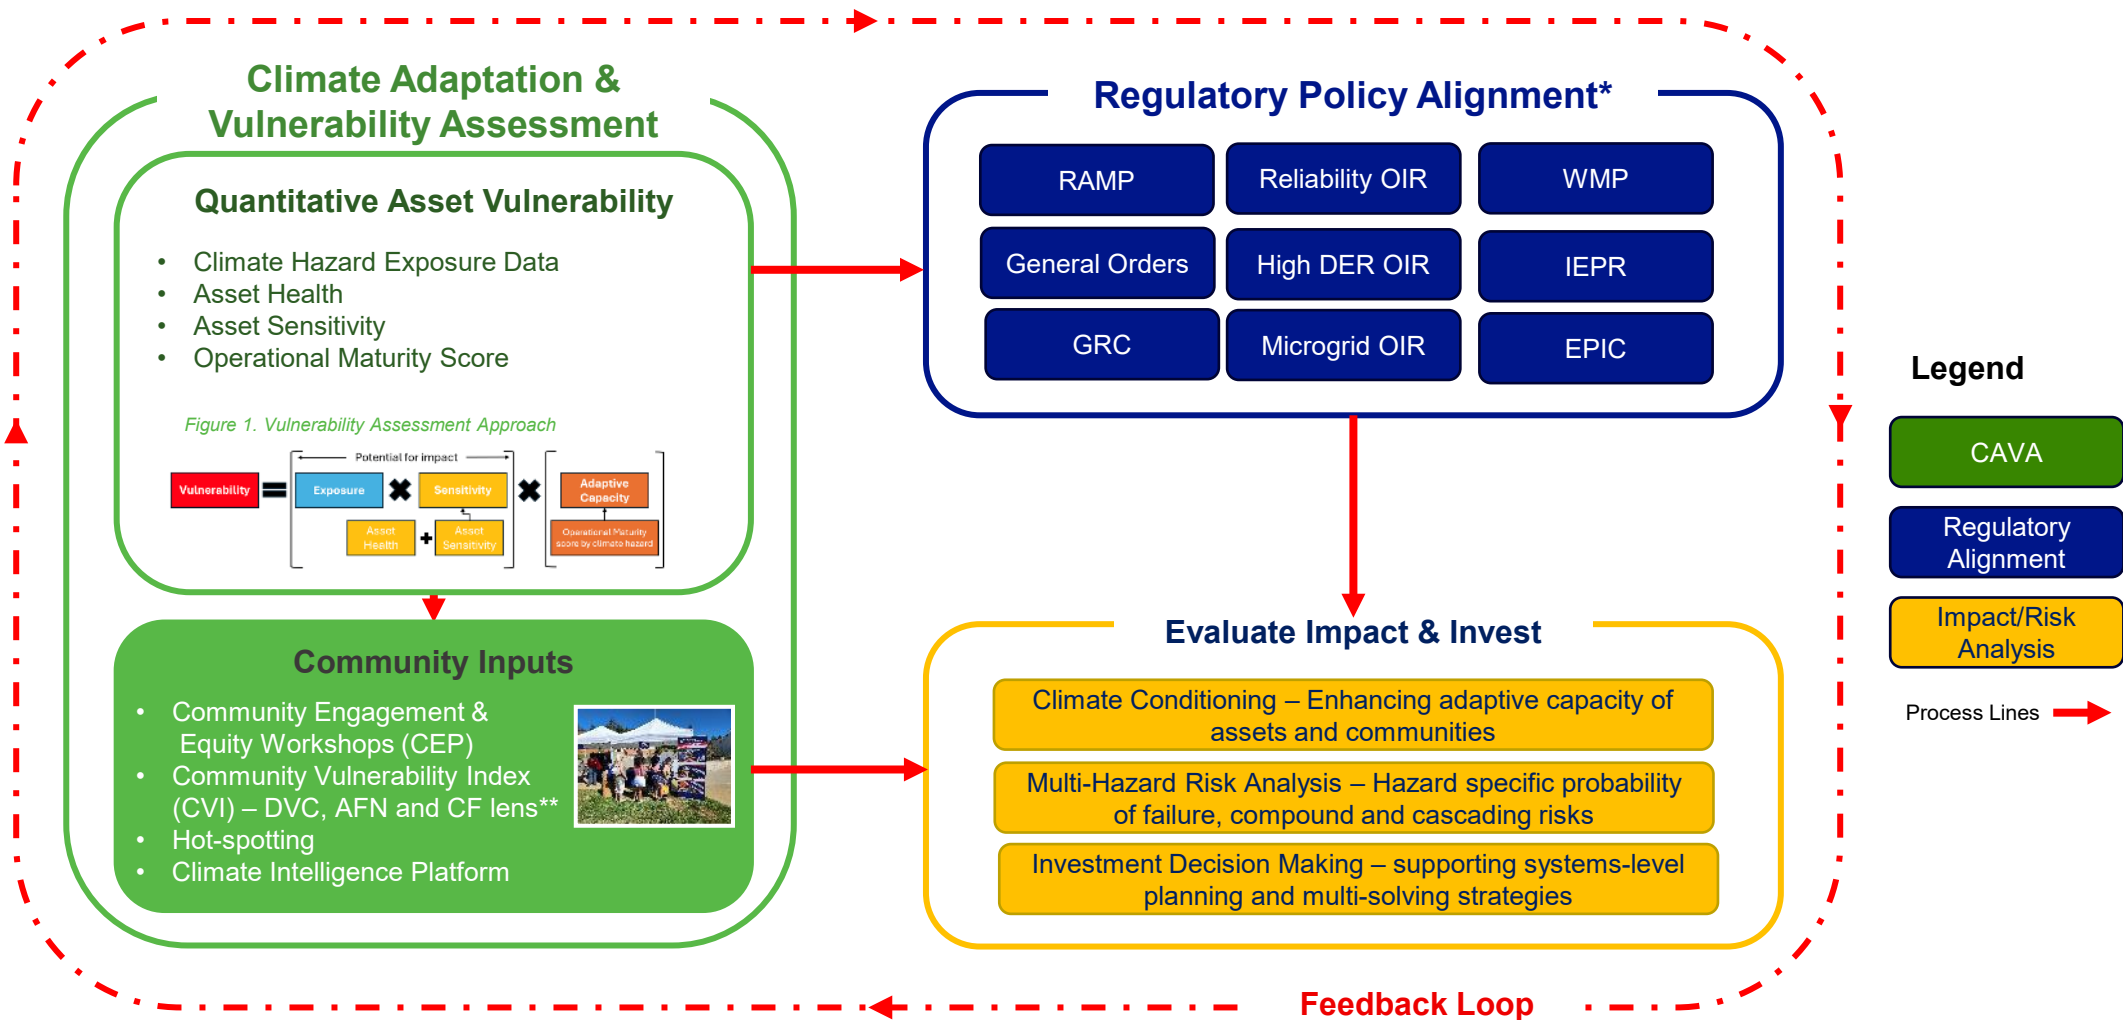 Climate Adaptation &
Vulnerability Assessment
Quantitative Asset Vulnerability
• Climate Hazard Exposure Data
• Asset Health
• Asset Sensitivity
• Operational Maturity Score
Figure 1. Vulnerability Assessment Approach
Potential for impact
Vulnerability
Exposure
Sensitivity
Adaptive
Capacity
Asset
Health
Asset
Sensitivity
Operational Maturity
score by climate hazard
Community Inputs
• Community Engagement &
Equity Workshops (CEP)
• Community Vulnerability Index
(CVI) – DVC, AFN and CF lens**
• Hot-spotting
• Climate Intelligence Platform
Regulatory Policy Alignment*
RAMP
Reliability OIR
WMP
General Orders
High DER OIR
IEPR
GRC
Microgrid OIR
EPIC
Evaluate Impact & Invest
Climate Conditioning – Enhancing adaptive capacity of
assets and communities
Multi-Hazard Risk Analysis – Hazard specific probability
of failure, compound and cascading risks
Investment Decision Making – supporting systems-level
planning and multi-solving strategies
Feedback Loop
Legend
CAVA
Regulatory
Alignment
Impact/Risk
Analysis
Process Lines